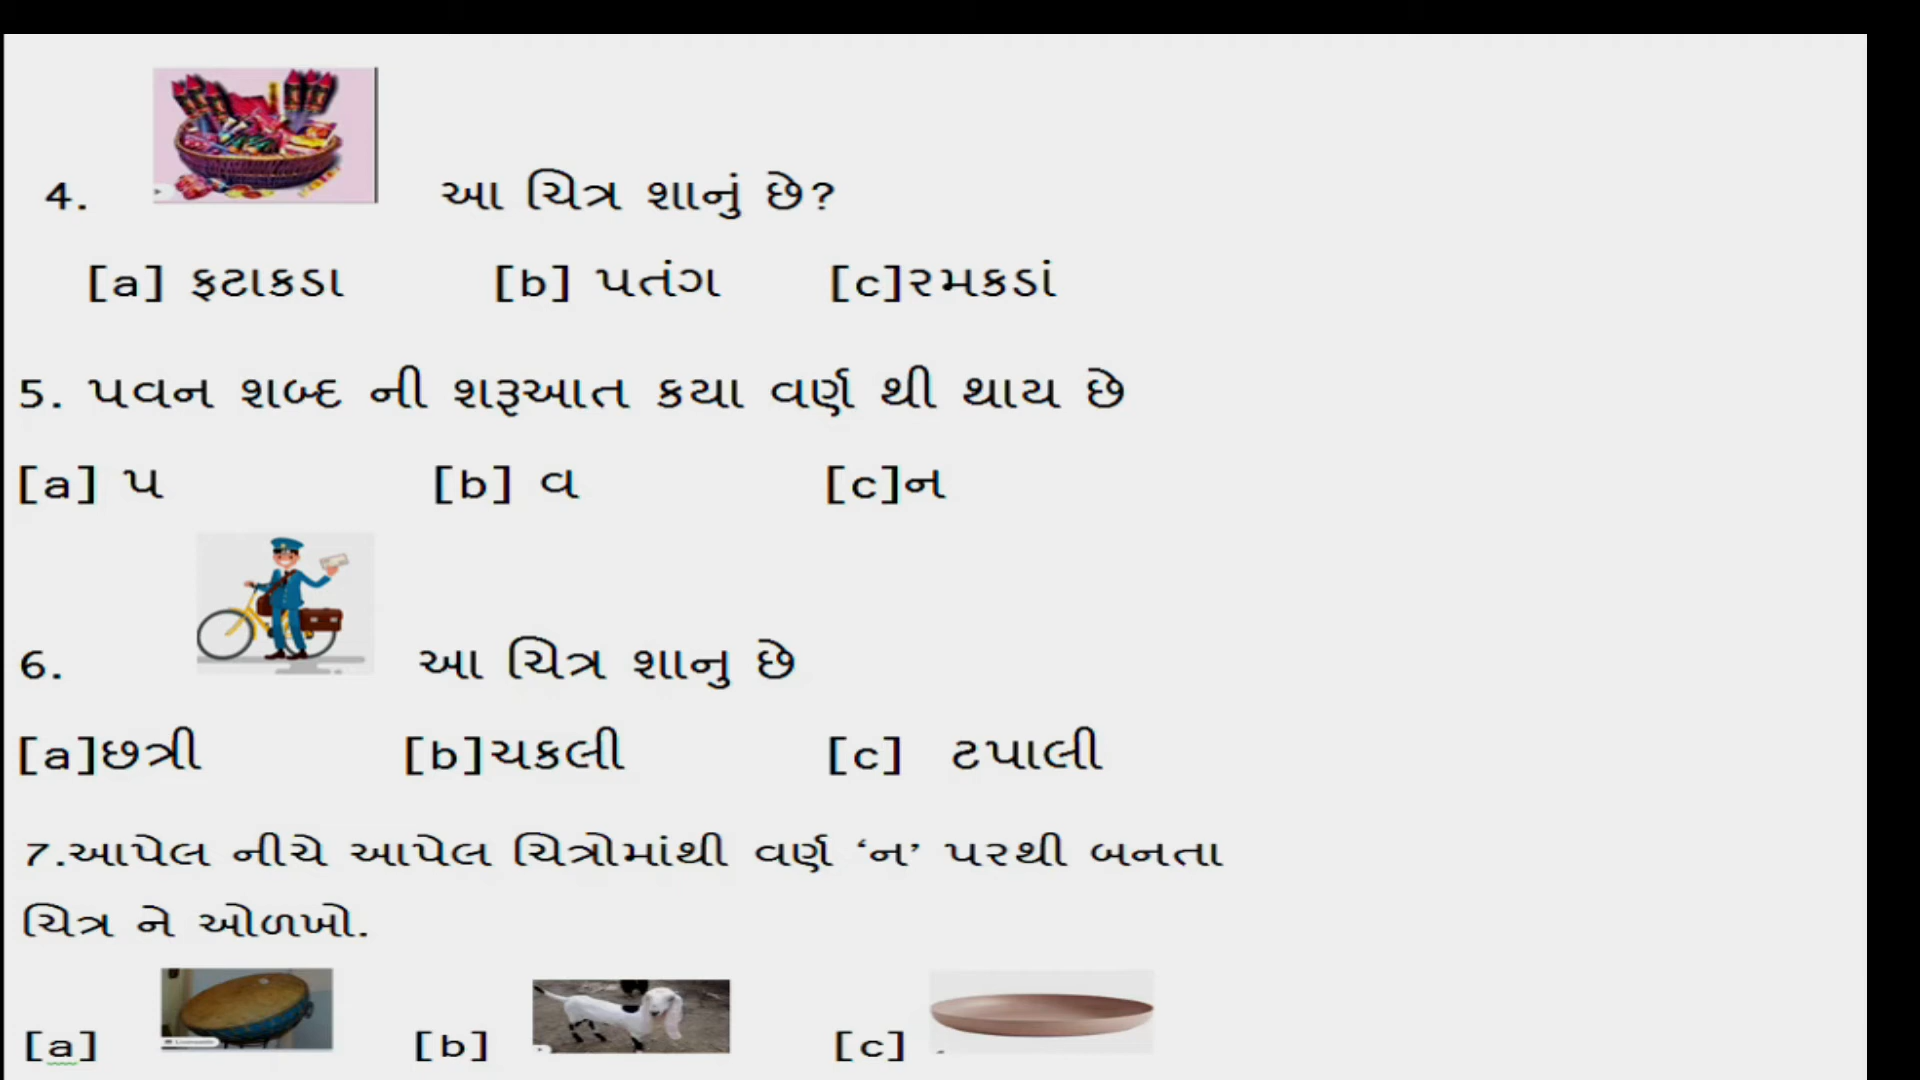 4. આ ચિત્ર શાનું છે?
[a] ફટાકડા [b] પતંગ [c]રમકડાં
5. પવન શબ્દ ની શરૂઆત કયા વર્ણ થી થાય છે
[a] પ [b] વ [c]ન
6. આ ચિત્ર શાનુ છે
[a]છત્રી [b]ચકલી [c] ટપાલી
7.આપેલ નીચે આપેલ ચિત્રોમાંથી વર્ણ ‘ન’ પરથી બનતા
ચિત્ર ને ઓળખો.
[a] [b] [c]